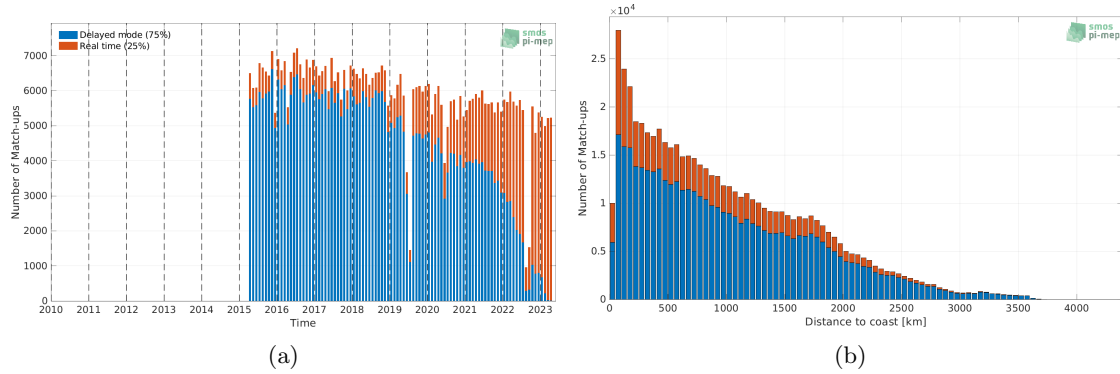 Delayed mode (75%)
Real time (25%)
smos
pi-mep
7000
6000
5000
4000
3000
2000
1000
0
Number of Match-ups
2010 2011 2012 2013 2014 2015 2016 2017 2018 2019 2020 2021 2022 2023
Time
(a)
×10⁴
smos
pi-mep
2.5
2
1.5
1
0.5
0
Number of Match-ups
0 500 1000 1500 2000 2500 3000 3500 4000
Distance to coast [km]
(b)